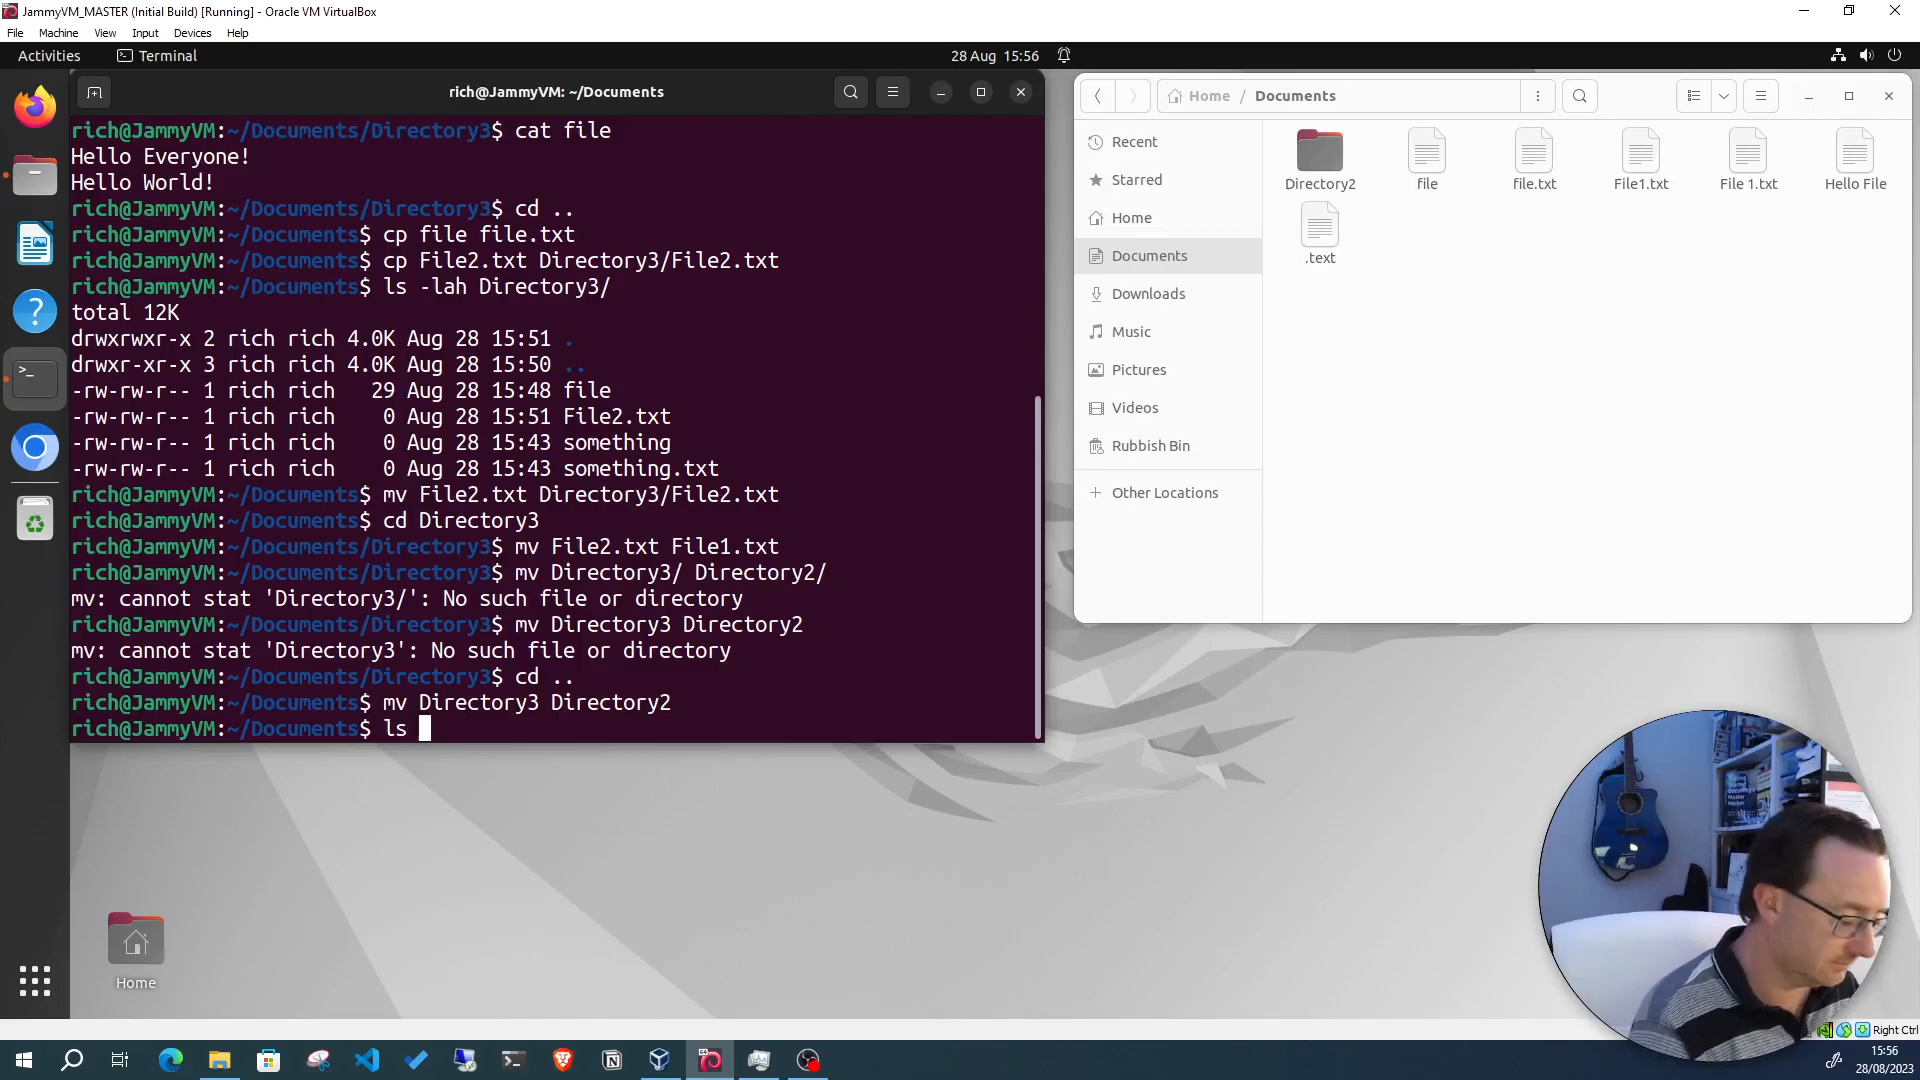 JammyVM_MASTER (Initial Build) [Running] - Oracle VM VirtualBox
File Machine View Input Devices Help
Activities Terminal 28 Aug 15:56
rich@JammyVM: ~/Documents
rich@JammyVM:~/Documents/Directory3$ cat file
Hello Everyone!
Hello World!
rich@JammyVM:~/Documents/Directory3$ cd ..
rich@JammyVM:~/Documents$ cp file file.txt
rich@JammyVM:~/Documents$ cp File2.txt Directory3/File2.txt
rich@JammyVM:~/Documents$ ls -lah Directory3/
total 12K
drwxrwxr-x 2 rich rich 4.0K Aug 28 15:51 .
drwxr-xr-x 3 rich rich 4.0K Aug 28 15:50 ..
-rw-rw-r-- 1 rich rich 29 Aug 28 15:48 file
-rw-rw-r-- 1 rich rich 0 Aug 28 15:51 File2.txt
-rw-rw-r-- 1 rich rich 0 Aug 28 15:43 something
-rw-rw-r-- 1 rich rich 0 Aug 28 15:43 something.txt
rich@JammyVM:~/Documents$ mv File2.txt Directory3/File2.txt
rich@JammyVM:~/Documents$ cd Directory3
rich@JammyVM:~/Documents/Directory3$ mv File2.txt File1.txt
rich@JammyVM:~/Documents/Directory3$ mv Directory3/ Directory2/
mv: cannot stat 'Directory3/': No such file or directory
rich@JammyVM:~/Documents/Directory3$ mv Directory3 Directory2
mv: cannot stat 'Directory3': No such file or directory
rich@JammyVM:~/Documents/Directory3$ cd ..
rich@JammyVM:~/Documents$ mv Directory3 Directory2
rich@JammyVM:~/Documents$ ls
Home / Documents
Recent
Starred
Home
Documents
Downloads
Music
Pictures
Videos
Rubbish Bin
+ Other Locations
Directory2 file file.txt File1.txt File 1.txt Hello File
.text
Home
Right Ctrl
15:56
28/08/2023